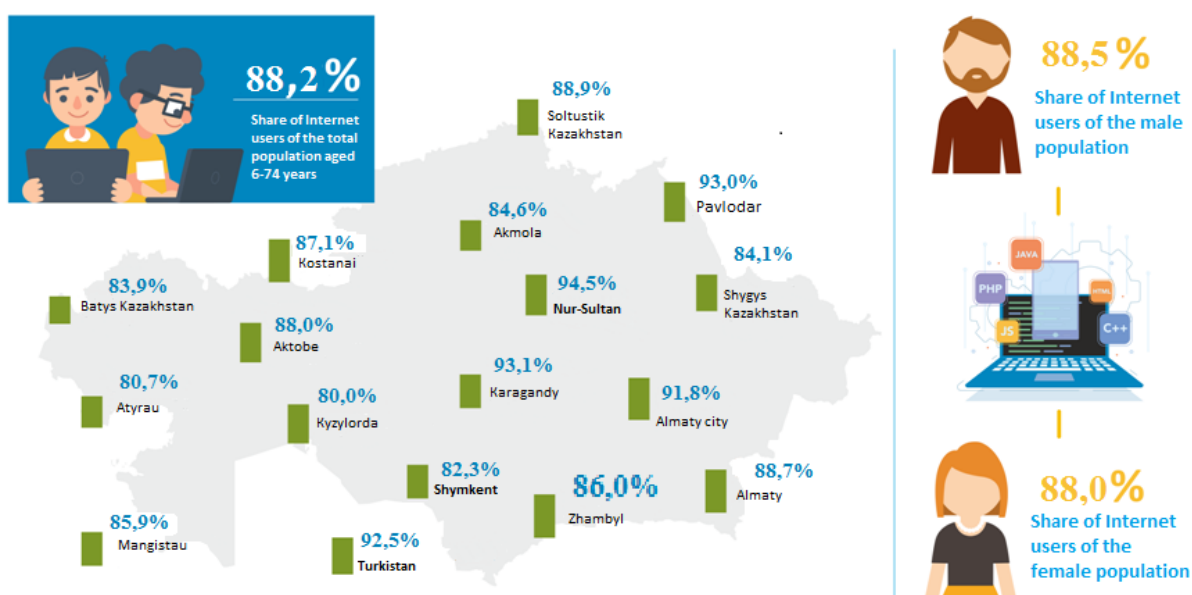 88,2%
Share of Internet
users of the total
population aged
6-74 years
88,9%
Soltustik
Kazakhstan
93,0%
Pavlodar
84,6%
Akmola
87,1%
Kostanai
84,1%
Shygys
Kazakhstan
83,9%
Batys Kazakhstan
94,5%
Nur-Sultan
88,0%
Aktobe
93,1%
Karagandy
80,7%
Atyrau
80,0%
Kyzylorda
91,8%
Almaty city
82,3%
Shymkent
86,0%
Zhambyl
88,7%
Almaty
85,9%
Mangistau
92,5%
Turkistan
88,5%
Share of Internet
users of the male
population
JAVA
PHP
HTML
JS
C++
88,0%
Share of Internet
users of the
female population